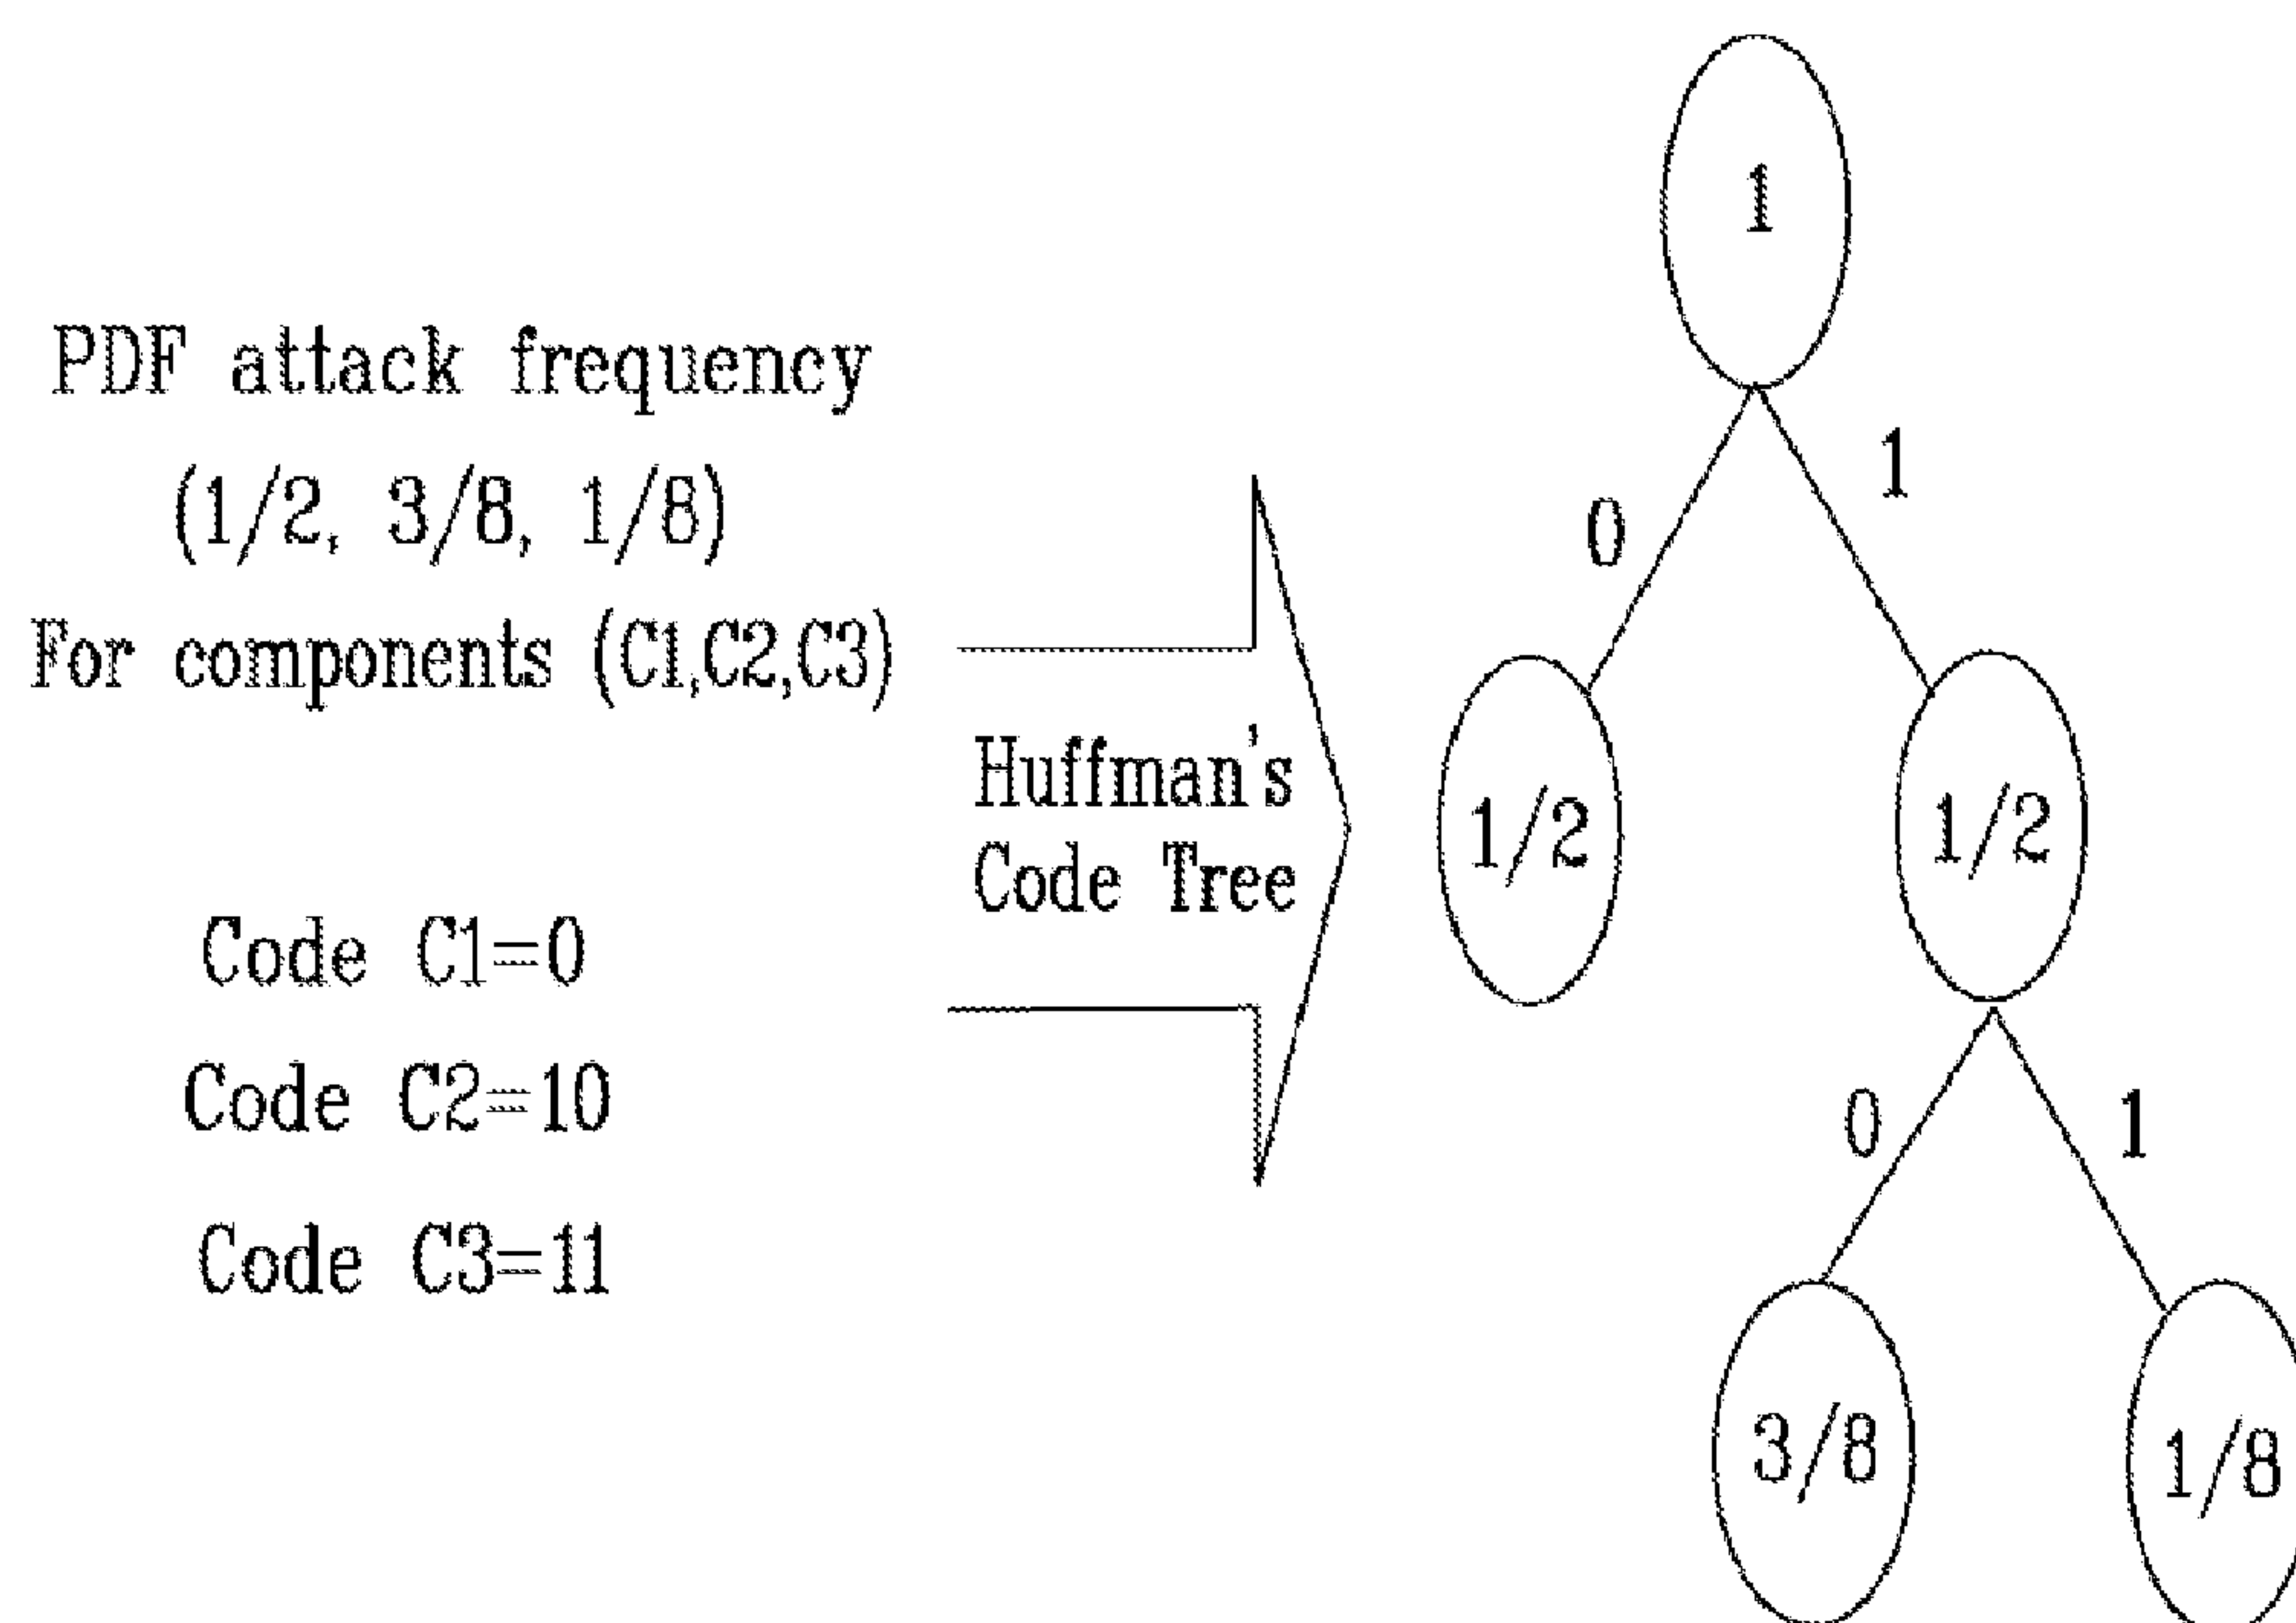 PDF attack frequency
(1/2, 3/8, 1/8)
For components (C1,C2,C3)
Code C1=0
Code C2=10
Code C3=11
Huffman's
Code Tree
1
0
1
1/2
1/2
0
1
3/8
1/8